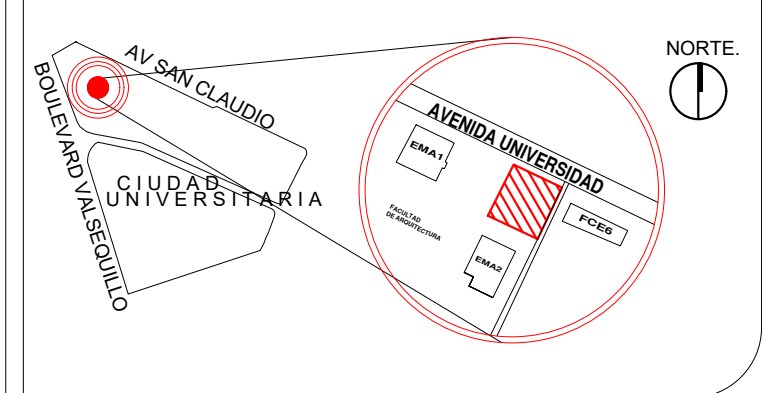 NORTE.
AV SAN CLAUDIO
BOULEVARD VALSEQUILLO
CIUDAD
UNIVERSITARIA
AVENIDA UNIVERSIDAD
EMA1
FACULTAD
DE ARQUITECTURA
FCE6
EMA2